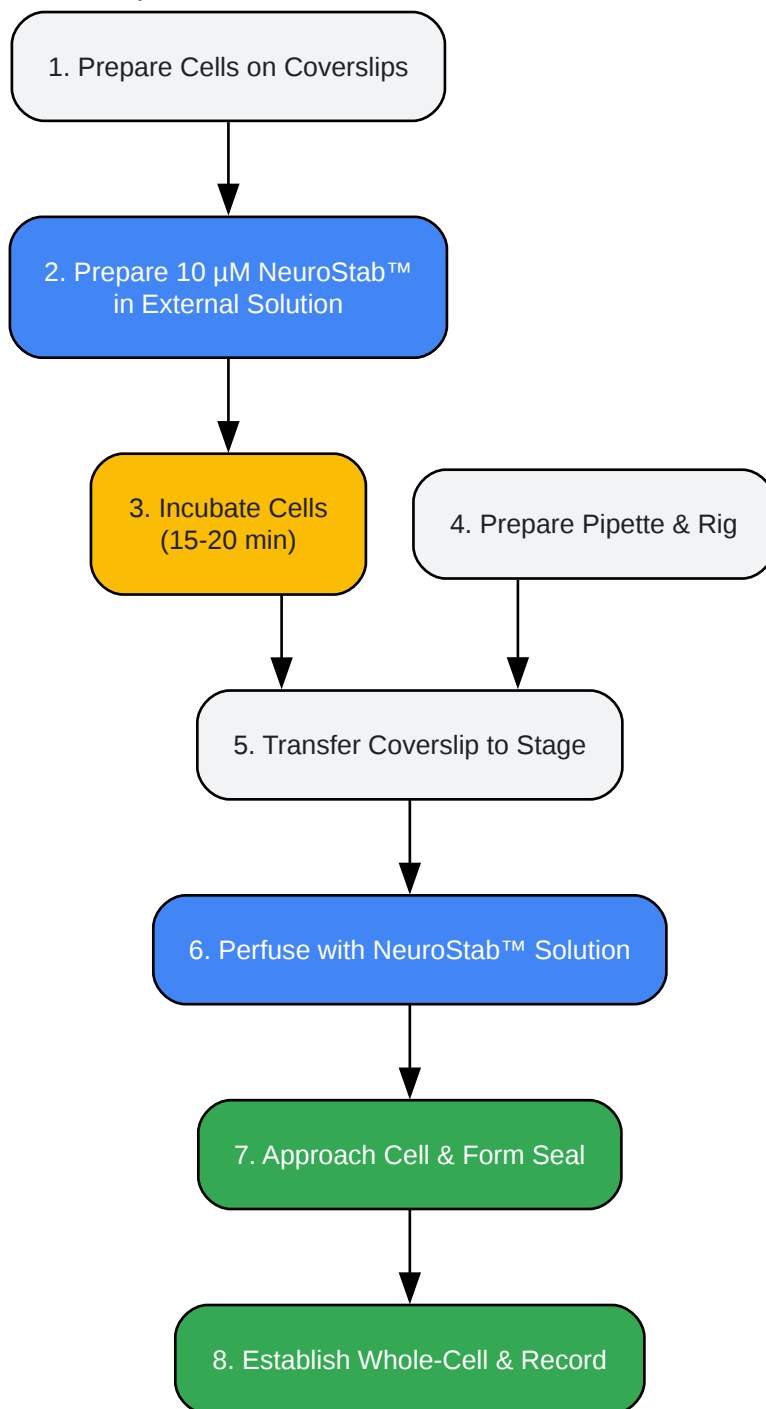 1. Prepare Cells on Coverslips
2. Prepare 10 µM NeuroStab™
in External Solution
3. Incubate Cells
(15-20 min)
4. Prepare Pipette & Rig
5. Transfer Coverslip to Stage
6. Perfuse with NeuroStab™ Solution
7. Approach Cell & Form Seal
8. Establish Whole-Cell & Record